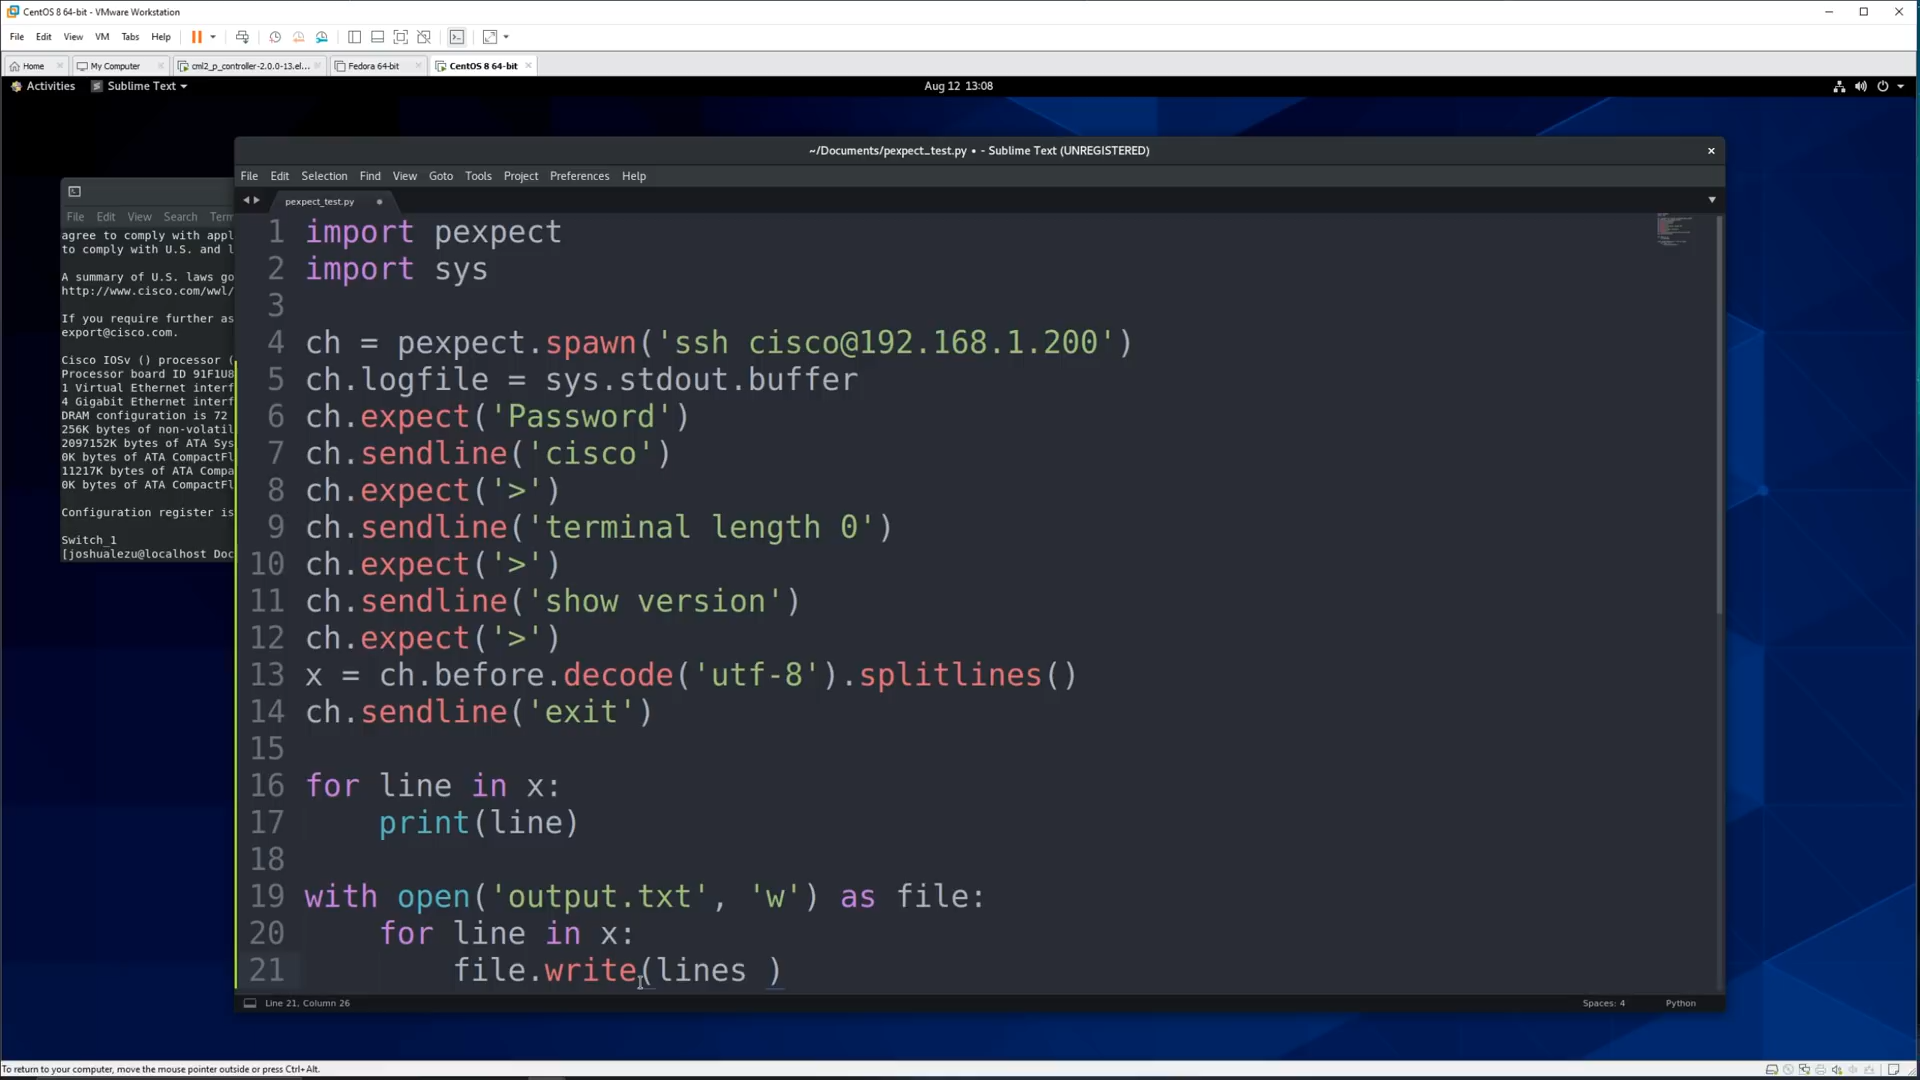 CentOS 8 64-bit - VMware Workstation
File Edit View VM Tabs Help
Home My Computer cml2_p_controller-2.0.0-13.el... Fedora 64-bit CentOS 8 64-bit
Activities Sublime Text Aug 12 13:08
~/Documents/pexpect_test.py • - Sublime Text (UNREGISTERED)
File Edit Selection Find View Goto Tools Project Preferences Help
pexpect_test.py
File Edit View Search Term
agree to comply with appl
to comply with U.S. and l
A summary of U.S. laws go
http://www.cisco.com/wwl/
If you require further as
export@cisco.com.
Cisco IOSv () processor (
Processor board ID 91F1U8
1 Virtual Ethernet interf
4 Gigabit Ethernet interf
DRAM configuration is 72
256K bytes of non-volatil
2097152K bytes of ATA Sys
0K bytes of ATA CompactFl
11217K bytes of ATA Compa
0K bytes of ATA CompactFl
Configuration register is
Switch_1
[joshualezu@localhost Doc
1 import pexpect
2 import sys
3
4 ch = pexpect.spawn('ssh cisco@192.168.1.200')
5 ch.logfile = sys.stdout.buffer
6 ch.expect('Password')
7 ch.sendline('cisco')
8 ch.expect('>')
9 ch.sendline('terminal length 0')
10 ch.expect('>')
11 ch.sendline('show version')
12 ch.expect('>')
13 x = ch.before.decode('utf-8').splitlines()
14 ch.sendline('exit')
15
16 for line in x:
17     print(line)
18
19 with open('output.txt', 'w') as file:
20     for line in x:
21         file.write(lines )
Line 21, Column 26 Spaces: 4 Python
To return to your computer, move the mouse pointer outside or press Ctrl+Alt.